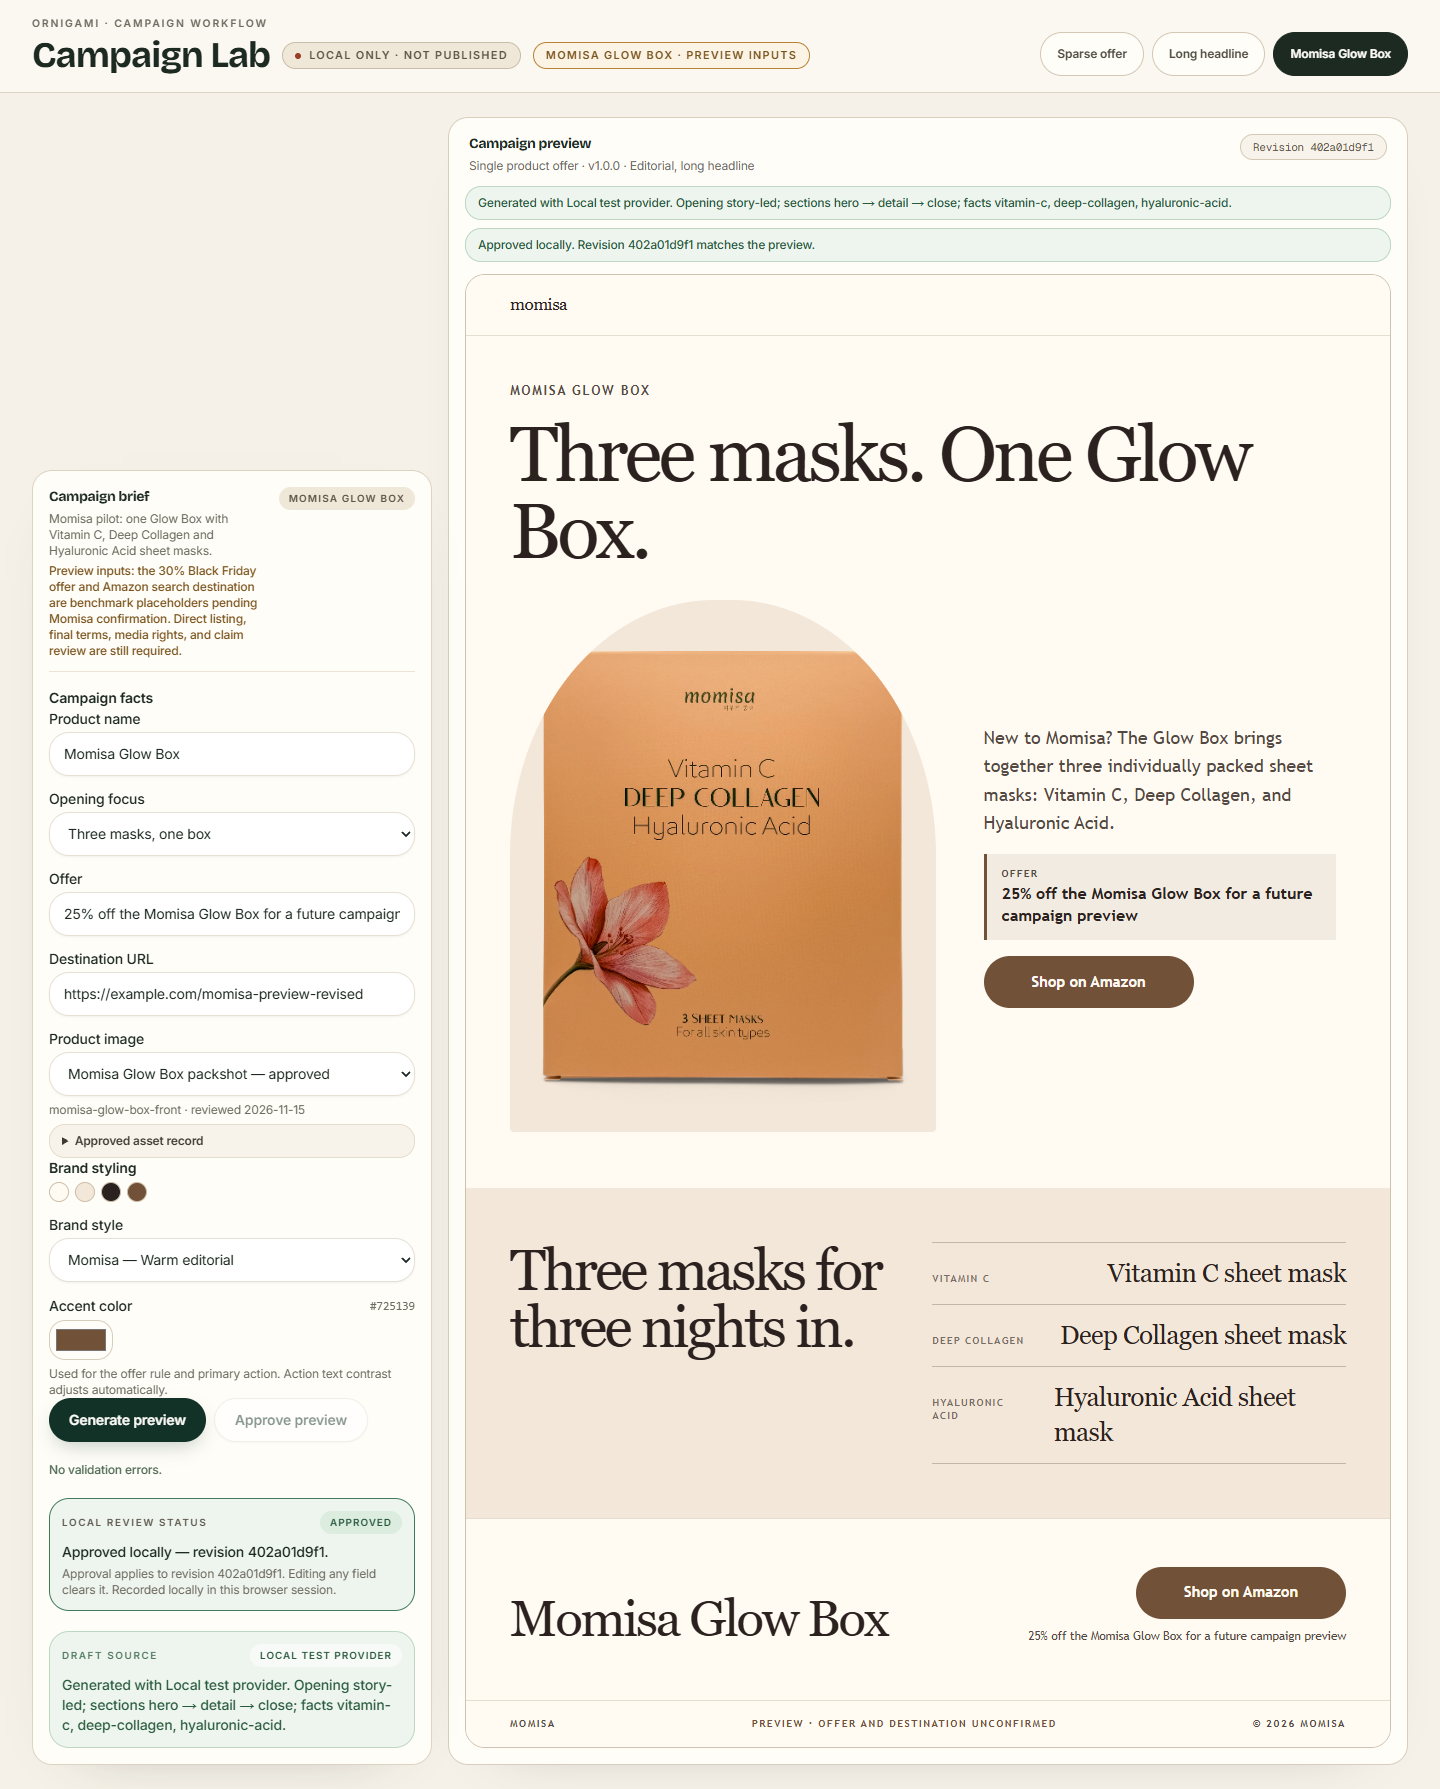 ORNIGAMI · CAMPAIGN WORKFLOW
Campaign Lab
LOCAL ONLY · NOT PUBLISHED
MOMISA GLOW BOX · PREVIEW INPUTS
Sparse offer
Long headline
Momisa Glow Box
Campaign brief
MOMISA GLOW BOX
Momisa pilot: one Glow Box with
Vitamin C, Deep Collagen and
Hyaluronic Acid sheet masks.
Preview inputs: the 30% Black Friday
offer and Amazon search destination
are benchmark placeholders pending
Momisa confirmation. Direct listing,
final terms, media rights, and claim
review are still required.
Campaign facts
Product name
Momisa Glow Box
Opening focus
Three masks, one box
Offer
25% off the Momisa Glow Box for a future campaign
Destination URL
https://example.com/momisa-preview-revised
Product image
Momisa Glow Box packshot — approved
momisa-glow-box-front · reviewed 2026-11-15
Approved asset record
Brand styling
Brand style
Momisa — Warm editorial
Accent color
#725139
Used for the offer rule and primary action. Action text contrast
adjusts automatically.
Generate preview
Approve preview
No validation errors.
LOCAL REVIEW STATUS
APPROVED
Approved locally — revision 402a01d9f1.
Approval applies to revision 402a01d9f1. Editing any field
clears it. Recorded locally in this browser session.
DRAFT SOURCE
LOCAL TEST PROVIDER
Generated with Local test provider. Opening story-
led; sections hero → detail → close; facts vitamin-
c, deep-collagen, hyaluronic-acid.
Campaign preview
Single product offer · v1.0.0 · Editorial, long headline
Revision 402a01d9f1
Generated with Local test provider. Opening story-led; sections hero → detail → close; facts vitamin-c, deep-collagen, hyaluronic-acid.
Approved locally. Revision 402a01d9f1 matches the preview.
momisa
MOMISA GLOW BOX
Three masks. One Glow
Box.
momisa
Vitamin C
DEEP COLLAGEN
Hyaluronic Acid
3 SHEET MASKS
For all skin types
New to Momisa? The Glow Box brings
together three individually packed sheet
masks: Vitamin C, Deep Collagen, and
Hyaluronic Acid.
OFFER
25% off the Momisa Glow Box for a future
campaign preview
Shop on Amazon
Three masks for
three nights in.
VITAMIN C
Vitamin C sheet mask
DEEP COLLAGEN
Deep Collagen sheet mask
HYALURONIC
ACID
Hyaluronic Acid sheet
mask
Momisa Glow Box
Shop on Amazon
25% off the Momisa Glow Box for a future campaign preview
MOMISA
PREVIEW · OFFER AND DESTINATION UNCONFIRMED
© 2026 MOMISA